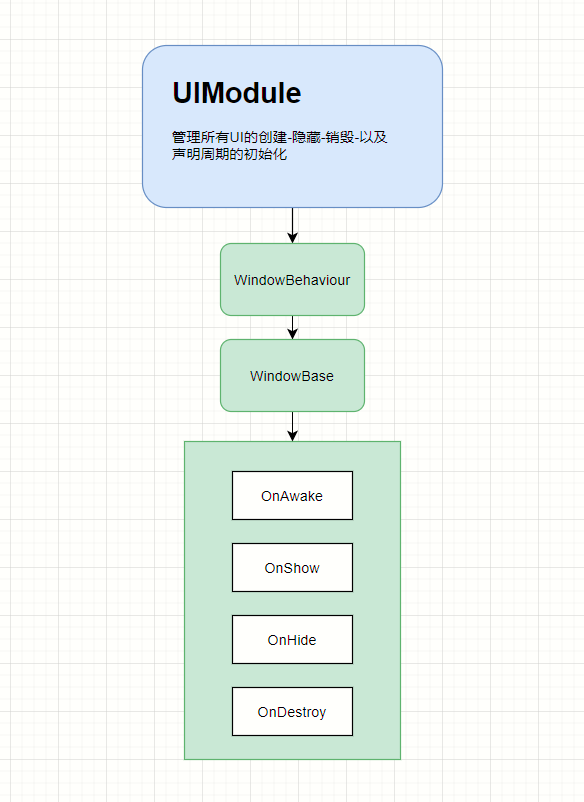 UIModule
管理所有UI的创建-隐藏-销毁-以及
声明周期的初始化
WindowBehaviour
WindowBase
OnAwake
OnShow
OnHide
OnDestroy